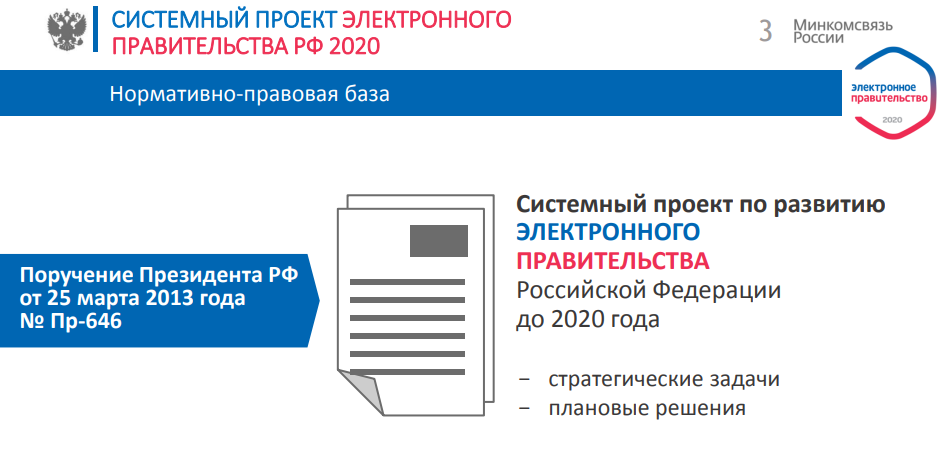 СИСТЕМНЫЙ ПРОЕКТ ЭЛЕКТРОННОГО
ПРАВИТЕЛЬСТВА РФ 2020
3
Минкомсвязь
России
Нормативно-правовая база
электронное
правительство
2020
Поручение Президента РФ
от 25 марта 2013 года
№ Пр-646
Системный проект по развитию
ЭЛЕКТРОННОГО
ПРАВИТЕЛЬСТВА
Российской Федерации
до 2020 года
– стратегические задачи
– плановые решения